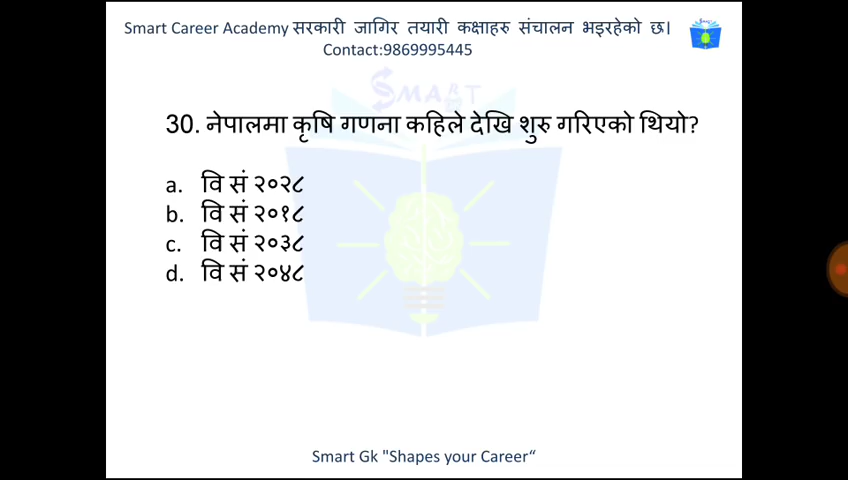 Smart Career Academy सरकारी जागिर तयारी कक्षाहरु संचालन भइरहेको छ।
Contact:9869995445
SMART
30. नेपालमा कृषि गणना कहिले देखि शुरु गरिएको थियो?
a. वि सं २०२८
b. वि सं २०१८
c. वि सं २०३८
d. वि सं २०४८
Smart Gk "Shapes your Career“